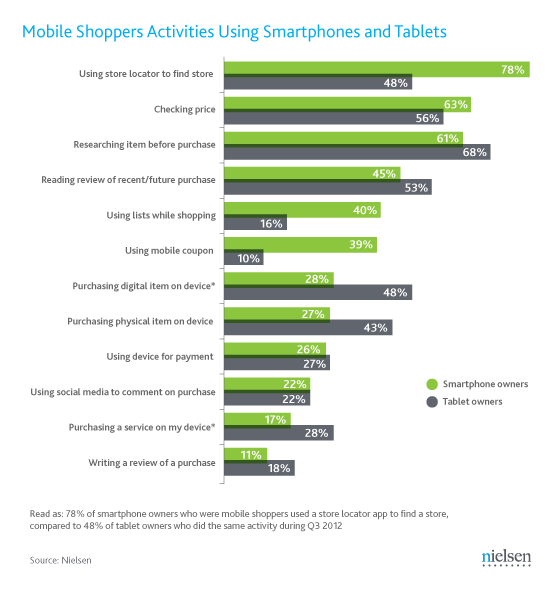 Mobile Shoppers Activities Using Smartphones and Tablets
Using store locator to find store
78%
48%
Checking price
63%
56%
Researching item before purchase
61%
68%
Reading review of recent/future purchase
45%
53%
Using lists while shopping
40%
16%
Using mobile coupon
39%
10%
Purchasing digital item on device*
28%
48%
Purchasing physical item on device
27%
43%
Using device for payment
26%
27%
Using social media to comment on purchase
22%
22%
Purchasing a service on my device*
17%
28%
Writing a review of a purchase
11%
18%
Smartphone owners
Tablet owners
Read as: 78% of smartphone owners who were mobile shoppers used a store locator app to find a store,
compared to 48% of tablet owners who did the same activity during Q3 2012
Source: Nielsen
nielsen